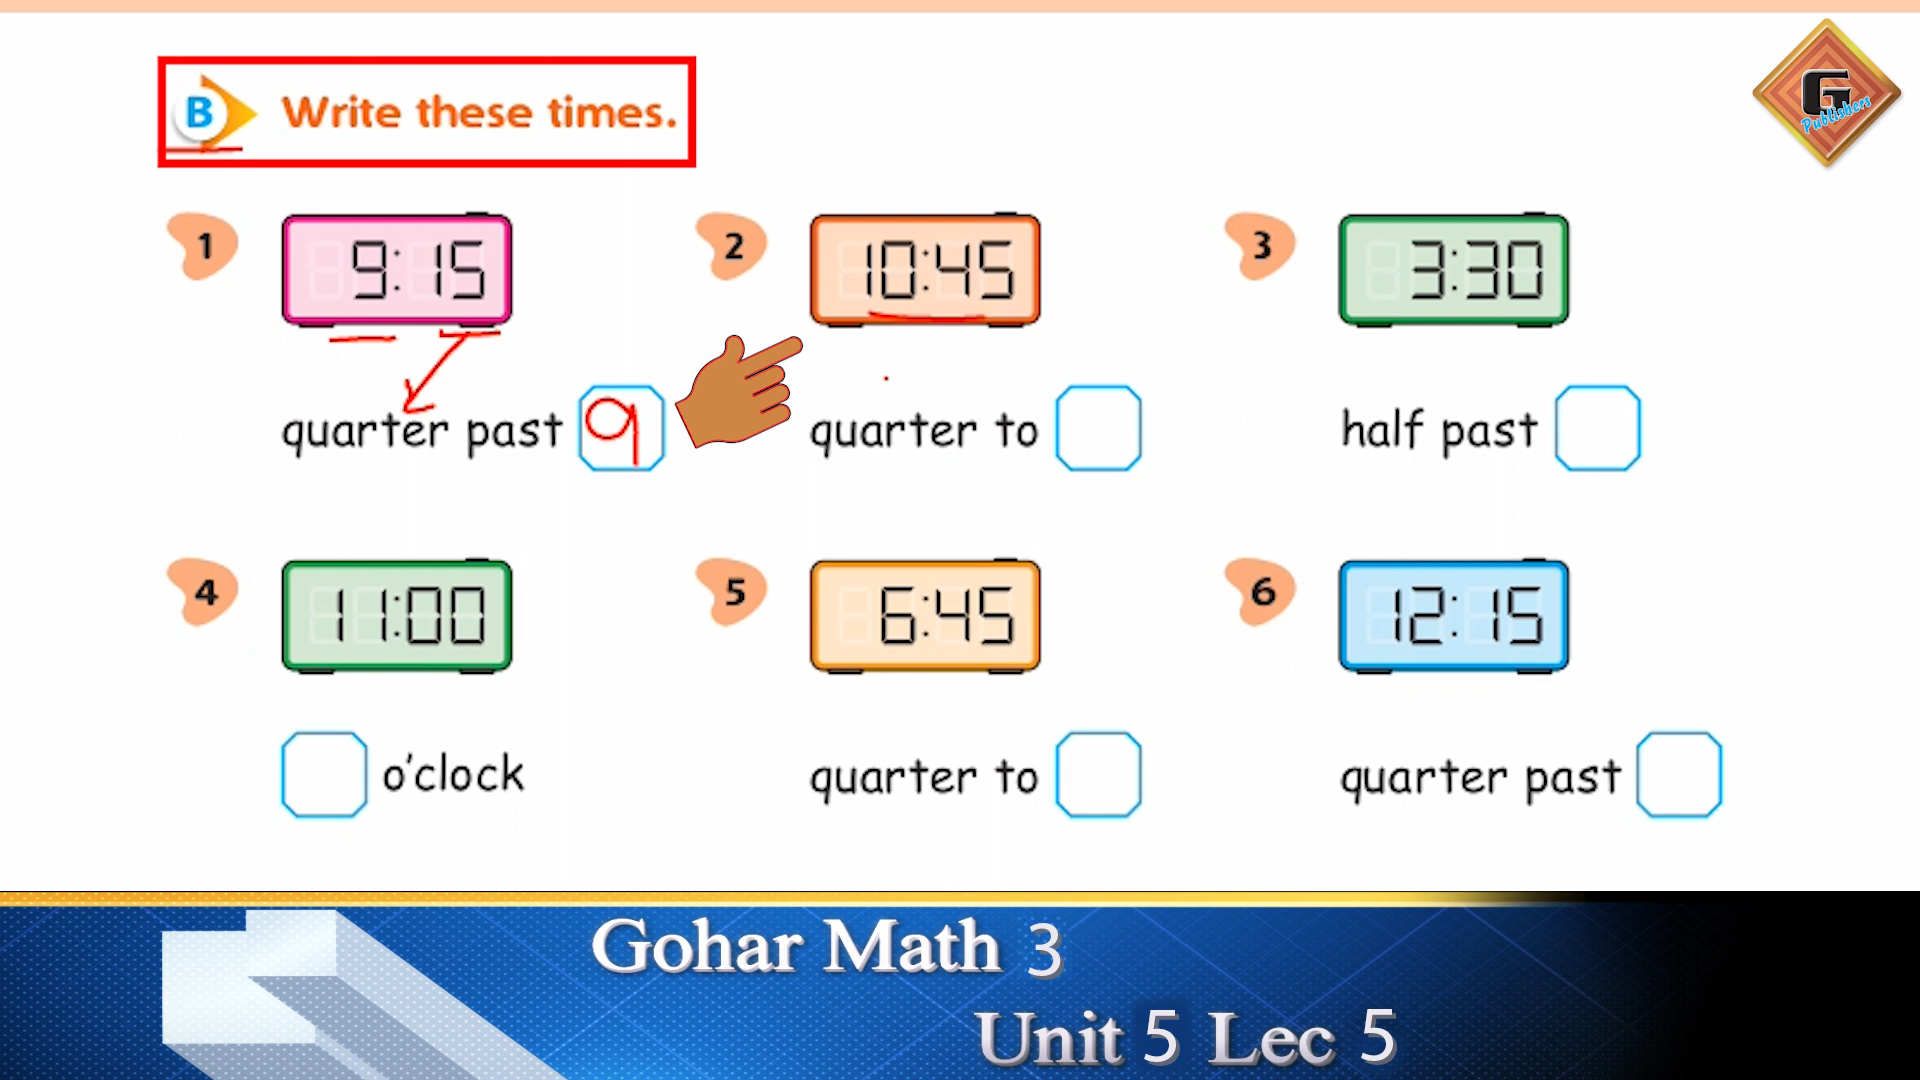 G
Publishers
B Write these times.
1 9:15
2 10:45
3 3:30
quarter past 9
quarter to
half past
4 11:00
5 6:45
6 12:15
o'clock
quarter to
quarter past
Gohar Math 3
Unit 5 Lec 5